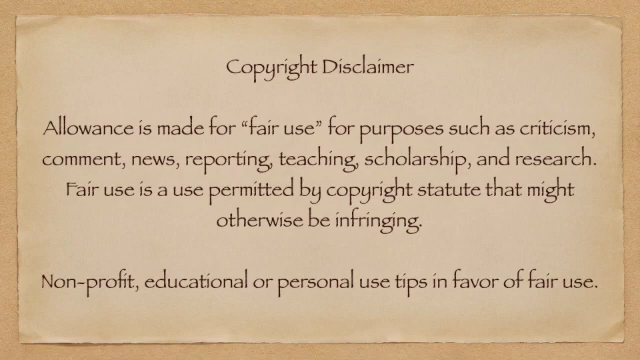 Copyright Disclaimer
Allowance is made for “fair use” for purposes such as criticism,
comment, news, reporting, teaching, scholarship, and research.
Fair use is a use permitted by copyright statute that might
otherwise be infringing.
Non-profit, educational or personal use tips in favor of fair use.